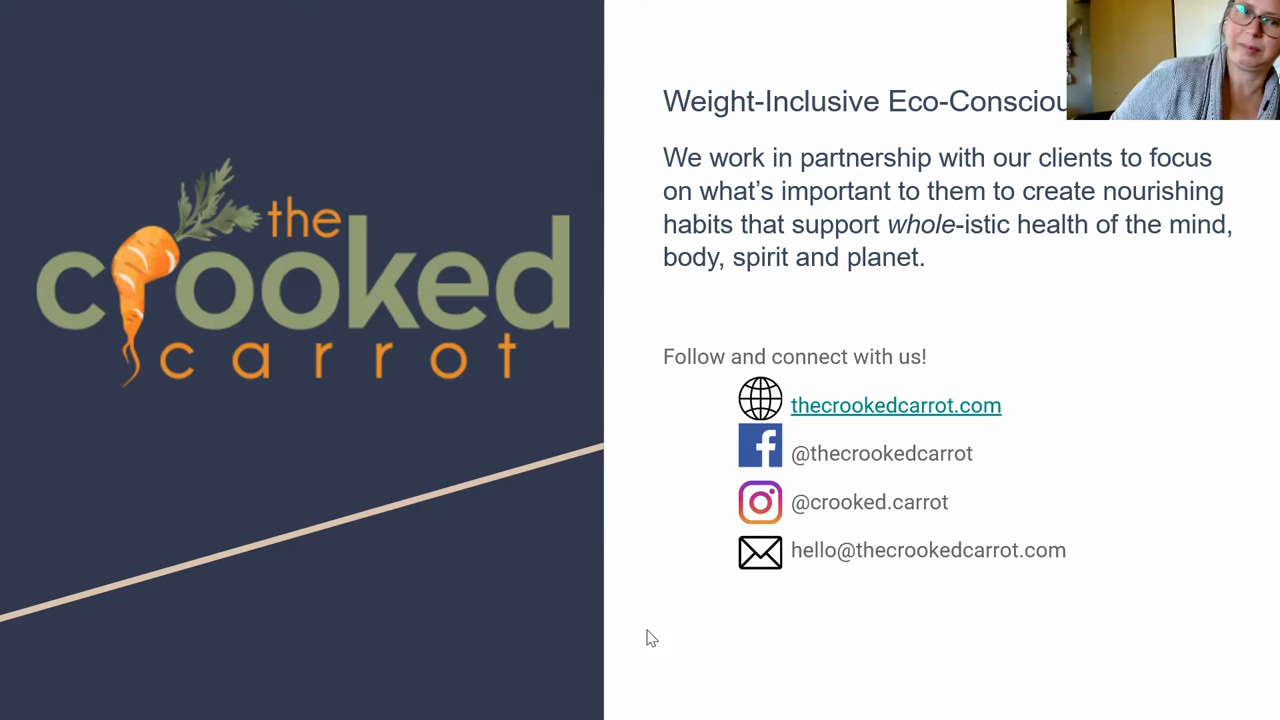 the
crooked
carrot
Weight-Inclusive
We work in partnership with our clients to focus
on what’s important to them to create nourishing
habits that support whole-istic health of the mind,
body, spirit and planet.
Follow and connect with us!
thecrookedcarrot.com
@thecrookedcarrot
@crooked.carrot
hello@thecrookedcarrot.com